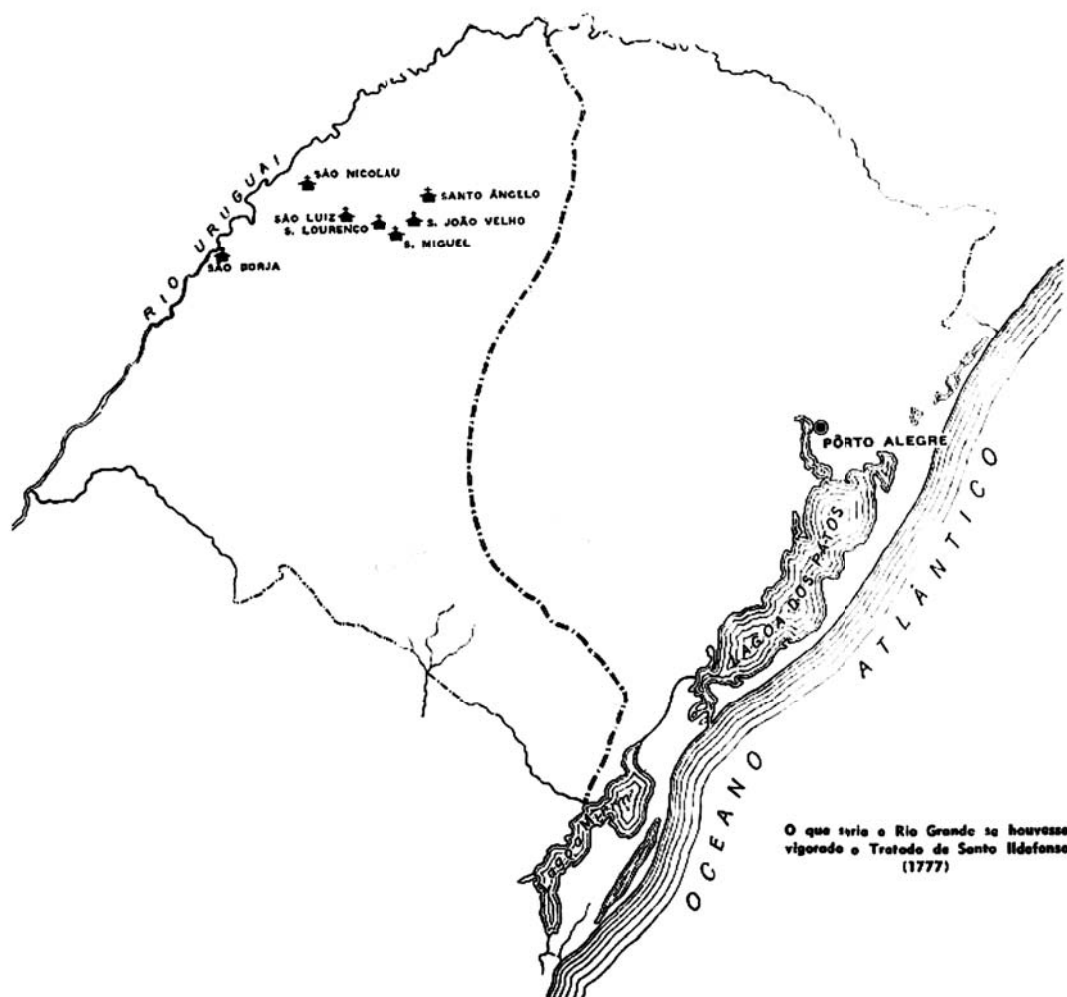 RIO URUGUAI
SÃO NICOLAU
SANTO ÂNGELO
SÃO LUIZ
S. JOÃO VELHO
S. LOURENÇO
S. MIGUEL
SÃO BORJA
PÔRTO ALEGRE
LAGOA DOS PATOS
OCEANO ATLÂNTICO
O que seria o Rio Grande se houvesse
vigorado o Tratado de Santo Ildefonso
(1777)